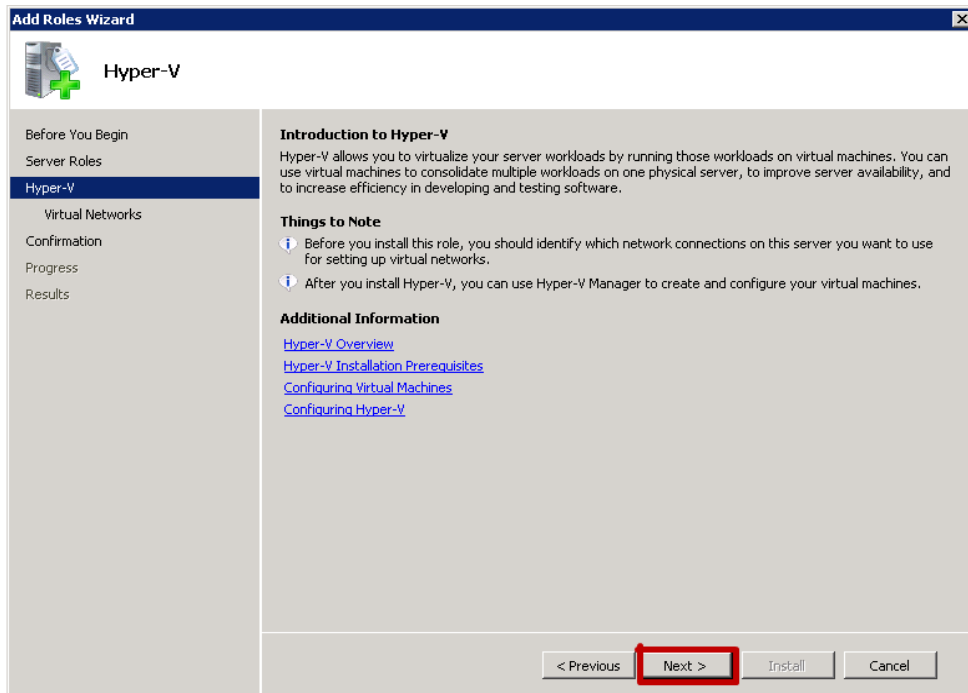 Add Roles Wizard
Hyper-V
Before You Begin
Server Roles
Hyper-V
Virtual Networks
Confirmation
Progress
Results
Introduction to Hyper-V
Hyper-V allows you to virtualize your server workloads by running those workloads on virtual machines. You can
use virtual machines to consolidate multiple workloads on one physical server, to improve server availability, and
to increase efficiency in developing and testing software.
Things to Note
Before you install this role, you should identify which network connections on this server you want to use
for setting up virtual networks.
After you install Hyper-V, you can use Hyper-V Manager to create and configure your virtual machines.
Additional Information
Hyper-V Overview
Hyper-V Installation Prerequisites
Configuring Virtual Machines
Configuring Hyper-V
< Previous Next > Install Cancel